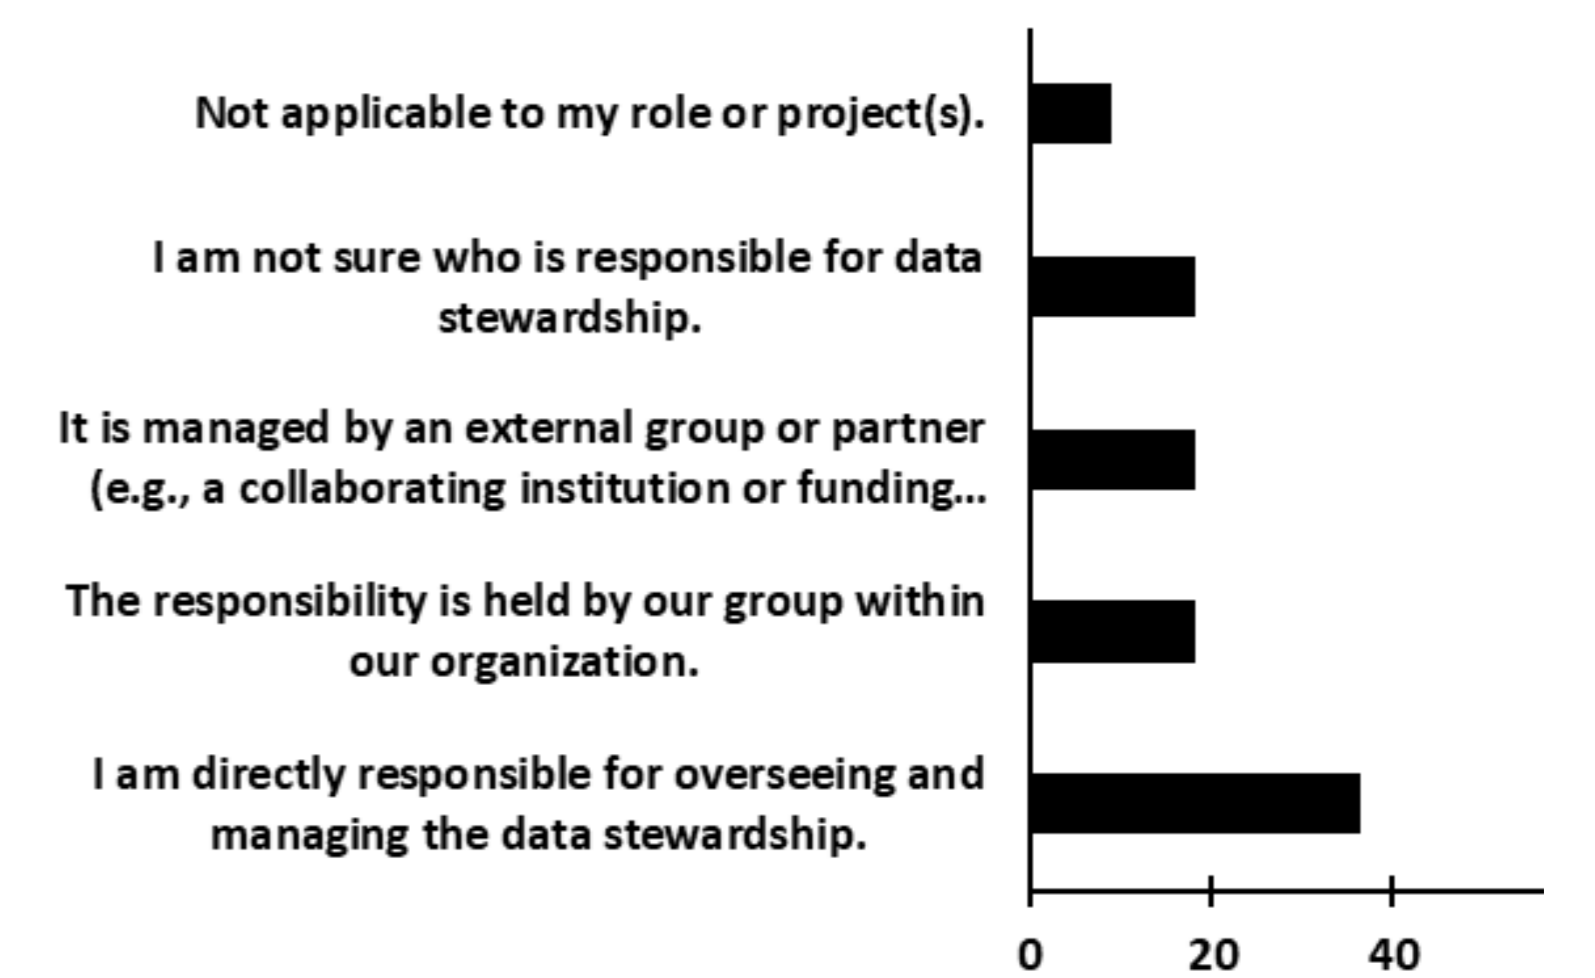 Not applicable to my role or project(s).
I am not sure who is responsible for data
stewardship.
It is managed by an external group or partner
(e.g., a collaborating institution or funding...
The responsibility is held by our group within
our organization.
I am directly responsible for overseeing and
managing the data stewardship.
0 20 40